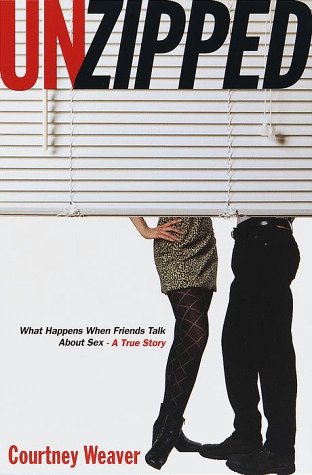 UNZIPPED
What Happens When Friends Talk
About Sex - A True Story
Courtney Weaver